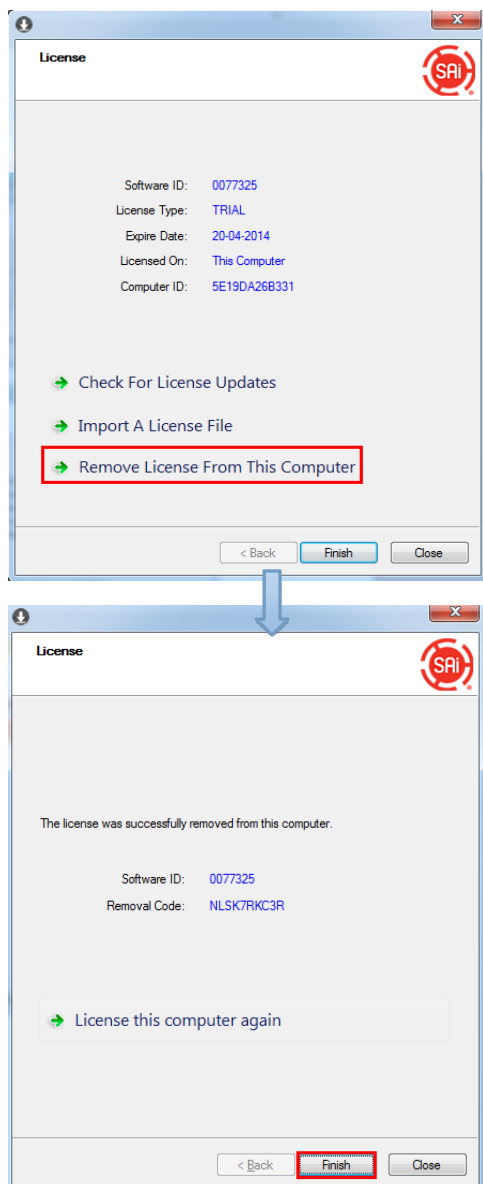 License
SAi
Software ID: 0077325
License Type: TRIAL
Expire Date: 20-04-2014
Licensed On: This Computer
Computer ID: 5E19DA26B331
Check For License Updates
Import A License File
Remove License From This Computer
< Back Finish Close
License
SAi
The license was successfully removed from this computer.
Software ID: 0077325
Removal Code: NLSK7RKC3R
License this computer again
< Back Finish Close